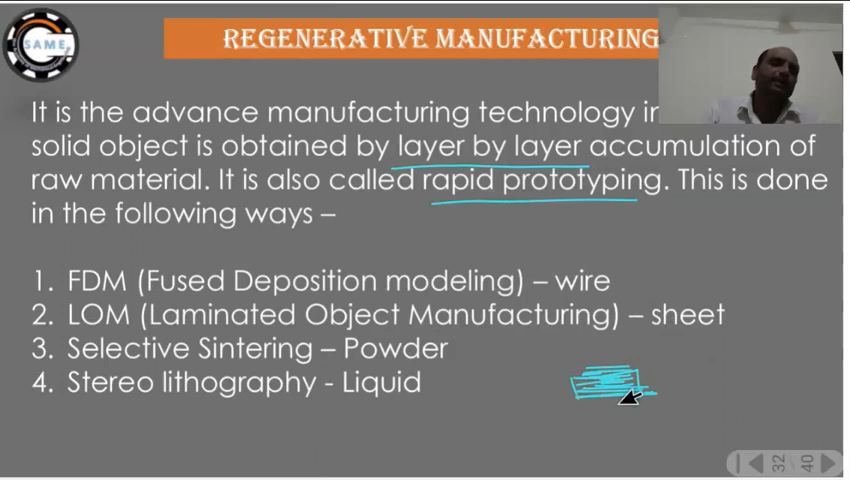 SAME
REGENERATIVE MANUFACTURING
It is the advance manufacturing technology in
solid object is obtained by layer by layer accumulation of
raw material. It is also called rapid prototyping. This is done
in the following ways –
1. FDM (Fused Deposition modeling) – wire
2. LOM (Laminated Object Manufacturing) – sheet
3. Selective Sintering – Powder
4. Stereo lithography - Liquid
32 40